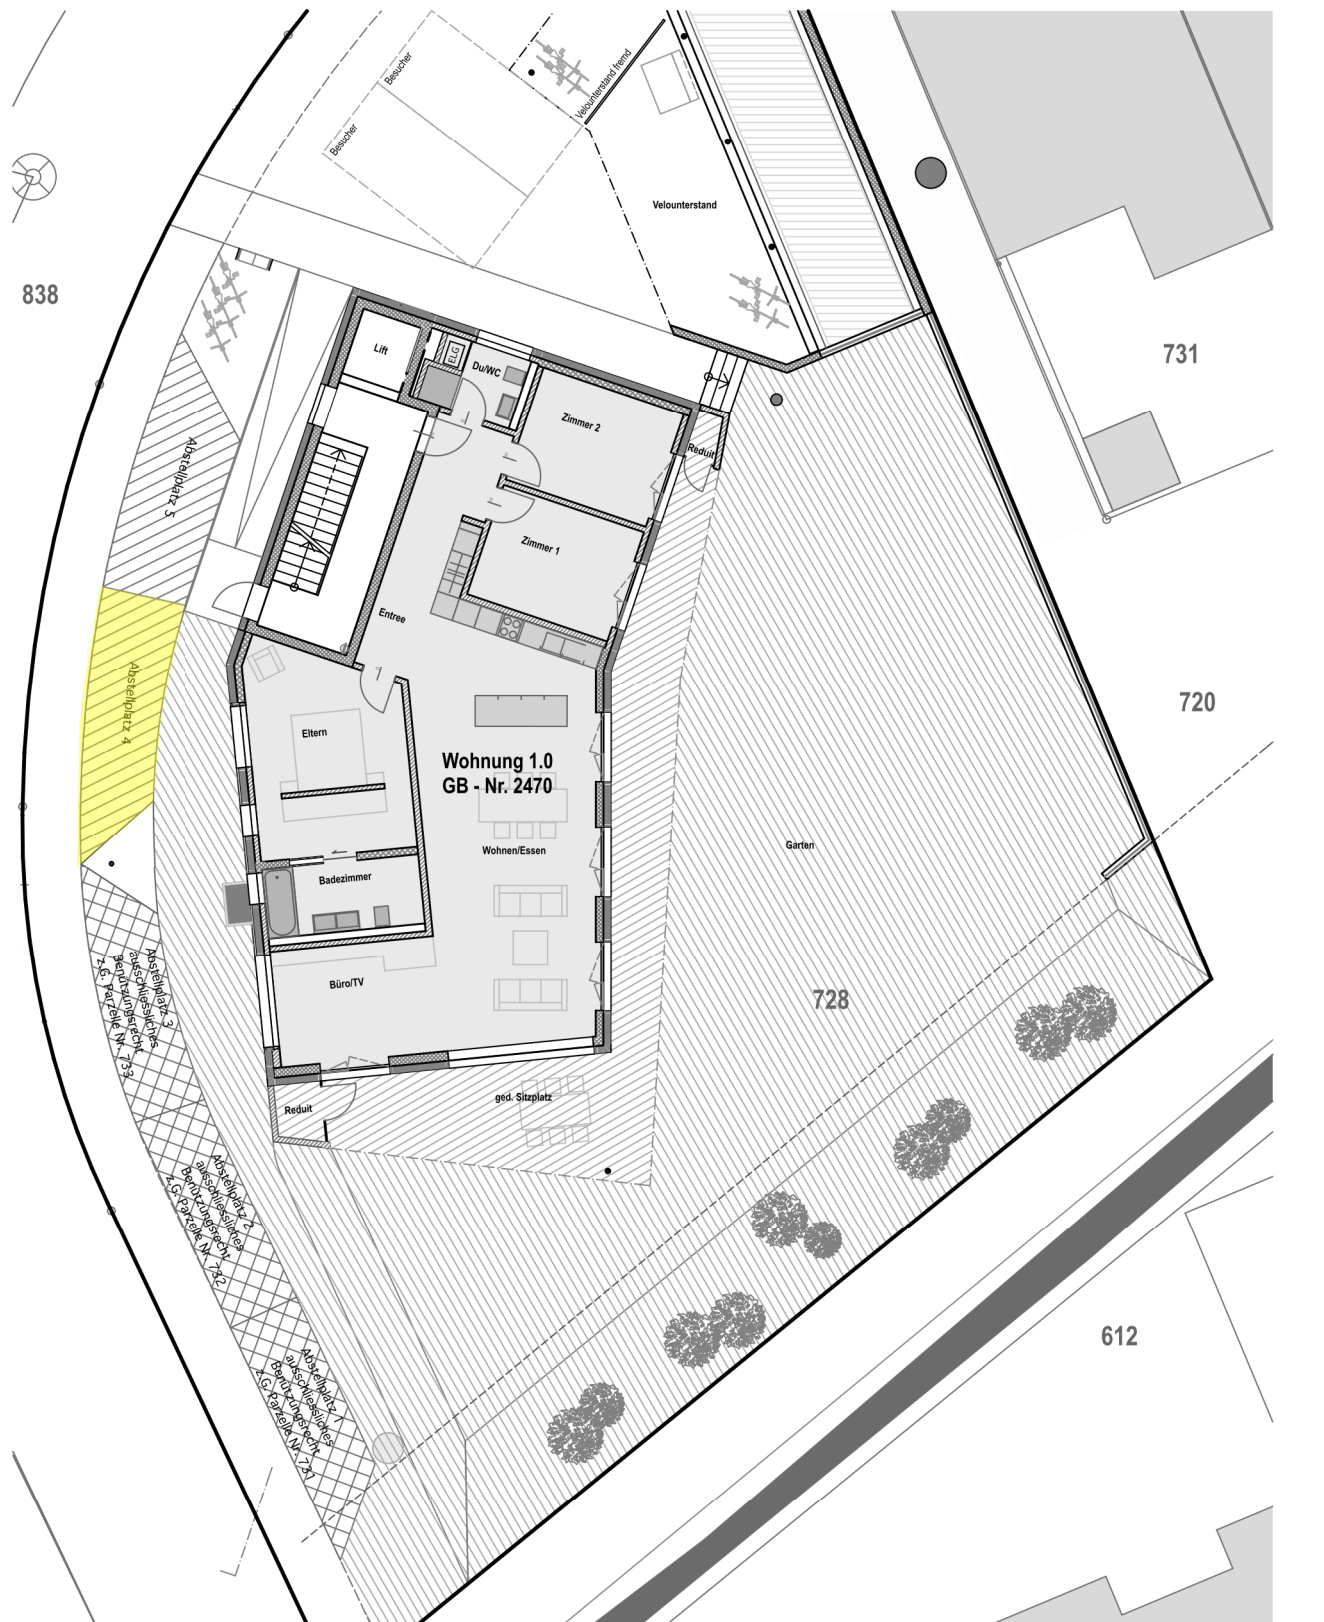 Besucher
Besucher
Velounterstand fremd
Velounterstand
838
731
Lift
ELG
Du/WC
Zimmer 2
Reduit
Abstellplatz 5
Zimmer 1
Entree
Abstellplatz 4
720
Eltern
Wohnung 1.0
GB - Nr. 2470
Wohnen/Essen
Garten
Badezimmer
Büro/TV
728
Abstellplatz 3
ausschliessliches
Benützungsrecht
z.G. Parzelle Nr. 733
Reduit
ged. Sitzplatz
Abstellplatz 2
ausschliessliches
Benützungsrecht
z.G. Parzelle Nr. 732
612
Abstellplatz 1
ausschliessliches
Benützungsrecht
z.G. Parzelle Nr. 731